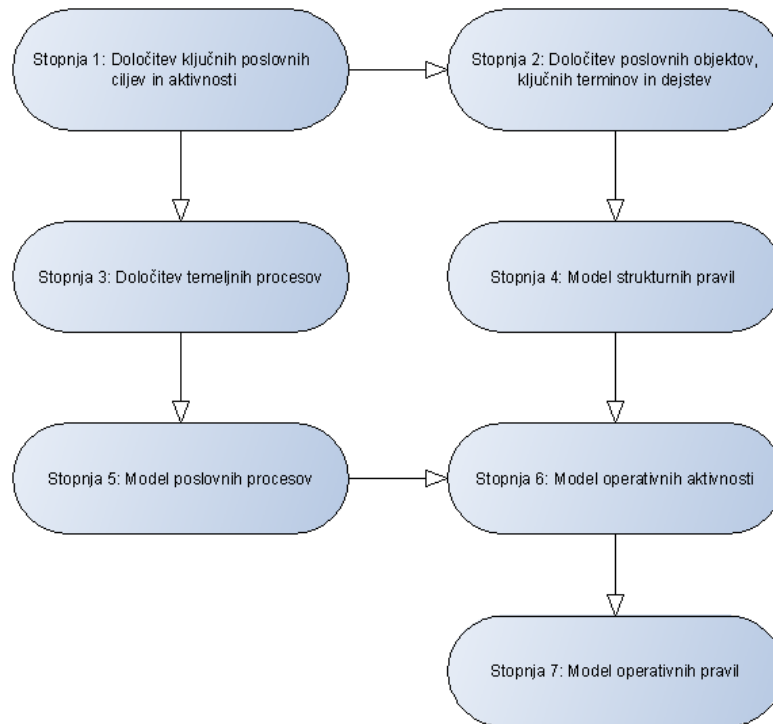 Stopnja 1: Določitev ključnih poslovnih
ciljev in aktivnosti
Stopnja 2: Določitev poslovnih objektov,
ključnih terminov in dejstev
Stopnja 3: Določitev temeljnih procesov
Stopnja 4: Model strukturnih pravil
Stopnja 5: Model poslovnih procesov
Stopnja 6: Model operativnih aktivnosti
Stopnja 7: Model operativnih pravil